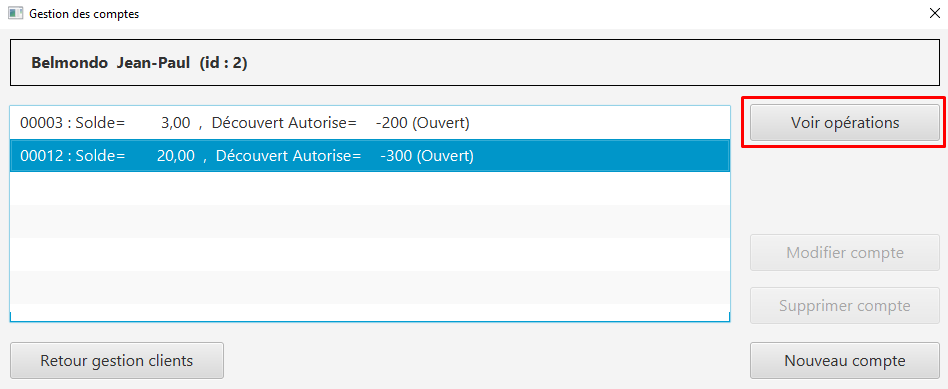 Gestion des comptes
Belmondo Jean-Paul (id : 2)
00003 : Solde= 3,00 , Découvert Autorise= -200 (Ouvert)
00012 : Solde= 20,00 , Découvert Autorise= -300 (Ouvert)
Voir opérations
Modifier compte
Supprimer compte
Retour gestion clients
Nouveau compte